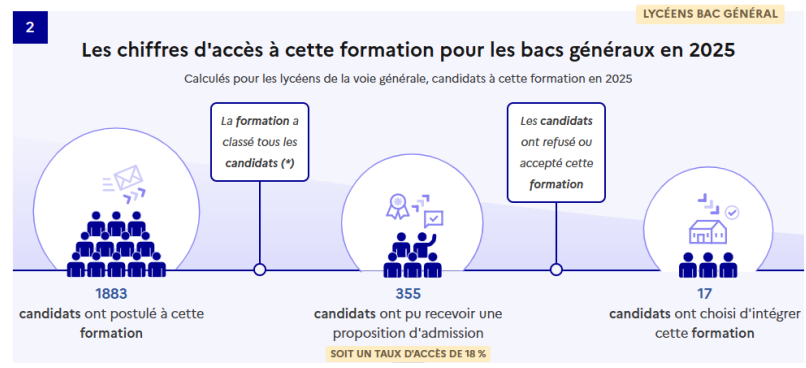 LYCÉENS BAC GÉNÉRAL
2
Les chiffres d'accès à cette formation pour les bacs généraux en 2025
Calculés pour les lycéens de la voie générale, candidats à cette formation en 2025
La formation a
classé tous les
candidats (*)
Les candidats
ont refusé ou
accepté cette
formation
1883
candidats ont postulé à cette
formation
355
candidats ont pu recevoir une
proposition d'admission
SOIT UN TAUX D'ACCÈS DE 18 %
17
candidats ont choisi d'intégrer
cette formation